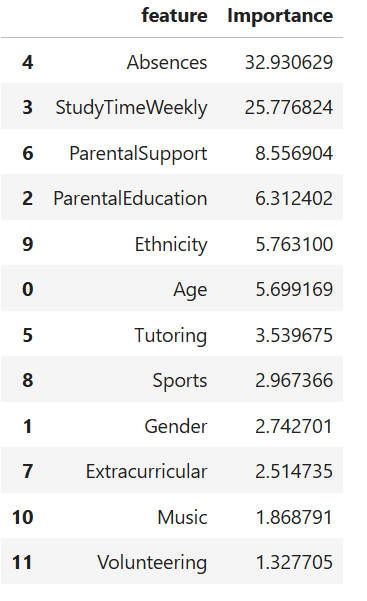 feature Importance
4 Absences 32.930629
3 StudyTimeWeekly 25.776824
6 ParentalSupport 8.556904
2 ParentalEducation 6.312402
9 Ethnicity 5.763100
0 Age 5.699169
5 Tutoring 3.539675
8 Sports 2.967366
1 Gender 2.742701
7 Extracurricular 2.514735
10 Music 1.868791
11 Volunteering 1.327705